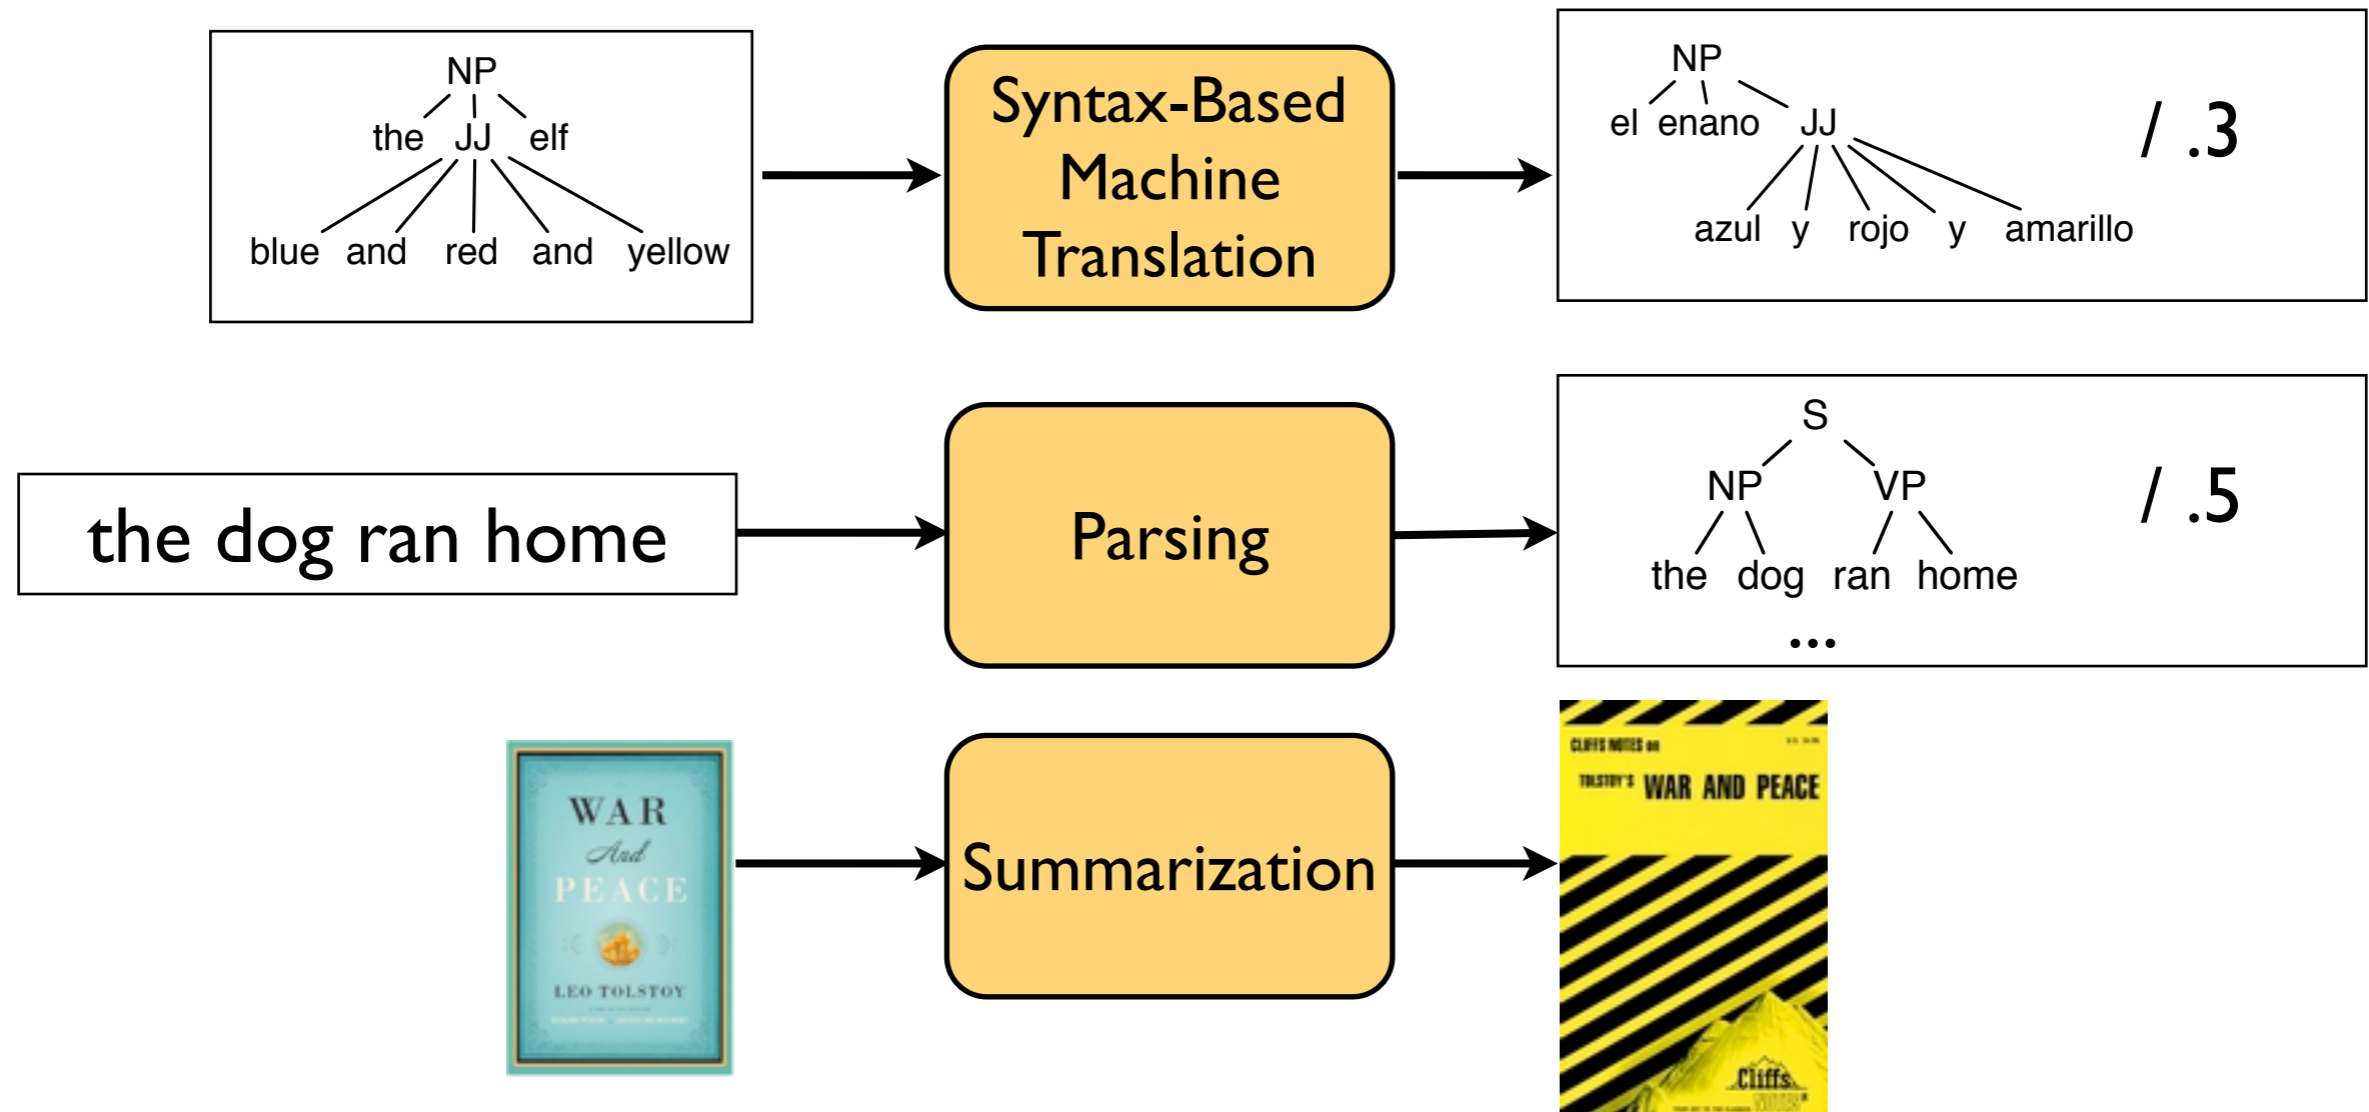 NP
the JJ elf
blue and red and yellow
Syntax-Based
Machine
Translation
NP
el enano JJ
azul y rojo y amarillo
/ .3
the dog ran home
Parsing
S
NP VP
the dog ran home
...
/ .5
WAR
And
PEACE
LEO TOLSTOY
Summarization
CLIFFS NOTES on
TOLSTOY'S WAR AND PEACE
Cliffs